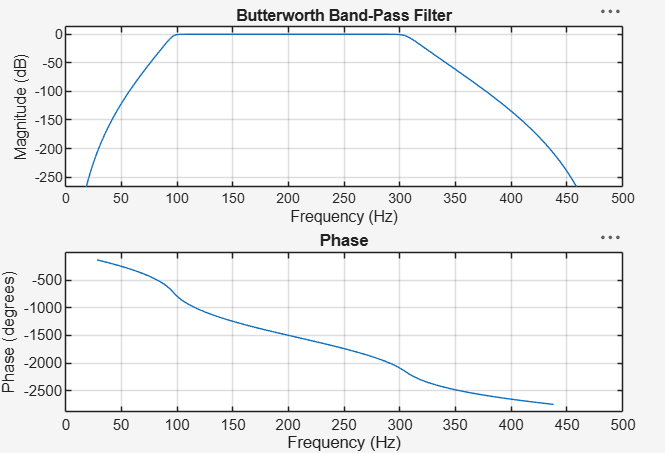 Butterworth Band-Pass Filter
Magnitude (dB)
0
-50
-100
-150
-200
-250
0 50 100 150 200 250 300 350 400 450 500
Frequency (Hz)
Phase
Phase (degrees)
-500
-1000
-1500
-2000
-2500
0 50 100 150 200 250 300 350 400 450 500
Frequency (Hz)